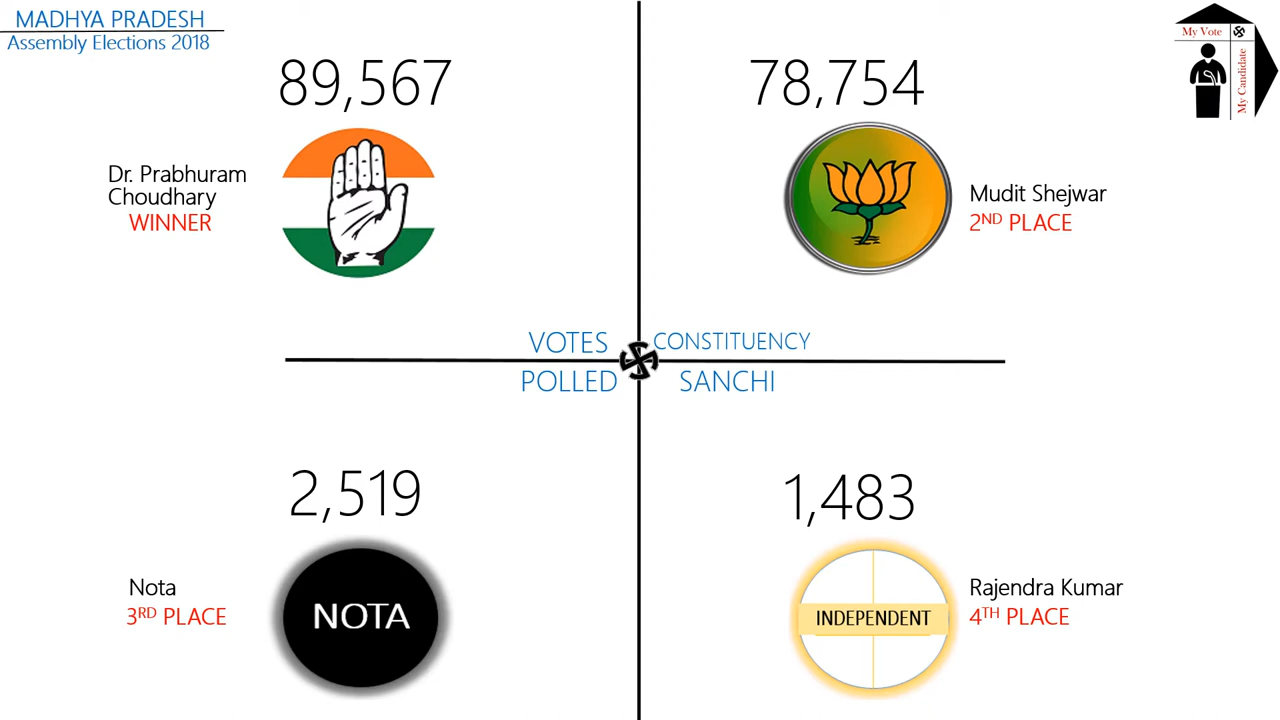 MADHYA PRADESH
Assembly Elections 2018
My Vote
My Candidate
89,567
Dr. Prabhuram
Choudhary
WINNER
78,754
Mudit Shejwar
2ND PLACE
VOTES
POLLED
CONSTITUENCY
SANCHI
2,519
Nota
3RD PLACE
NOTA
1,483
INDEPENDENT
Rajendra Kumar
4TH PLACE